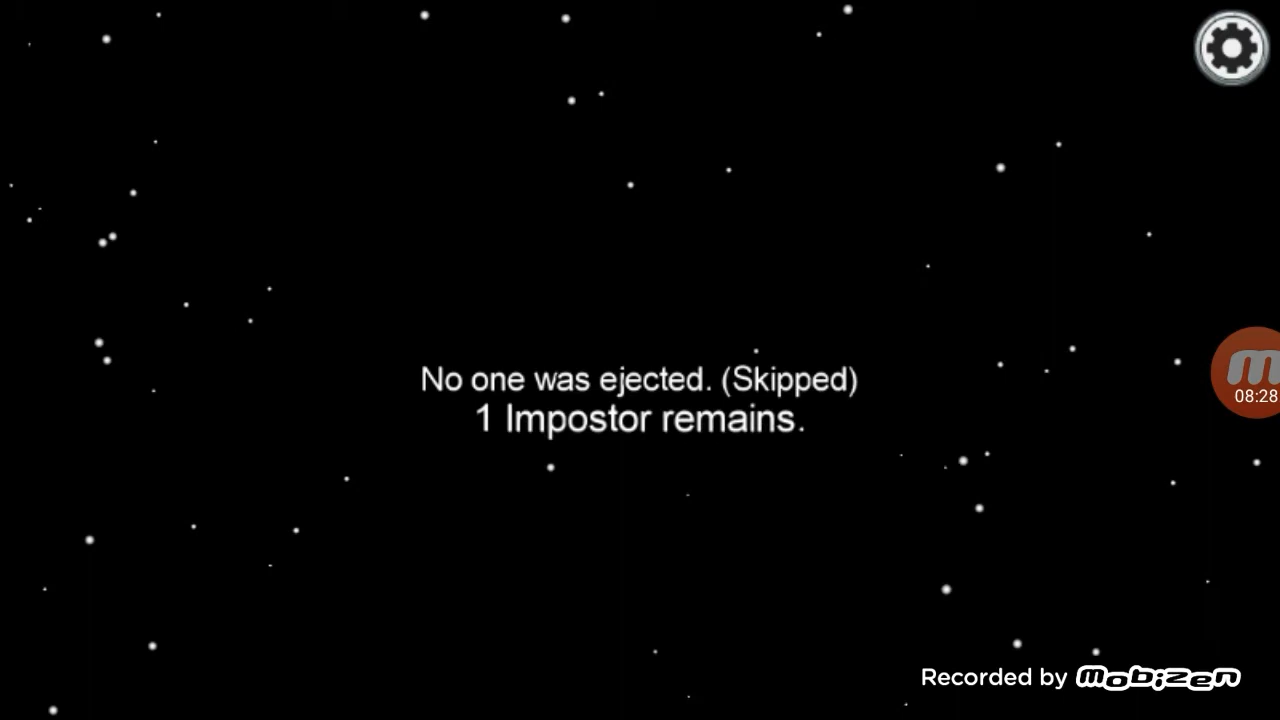 No one was ejected. (Skipped)
1 Impostor remains.
08:28
Recorded by Mobizen